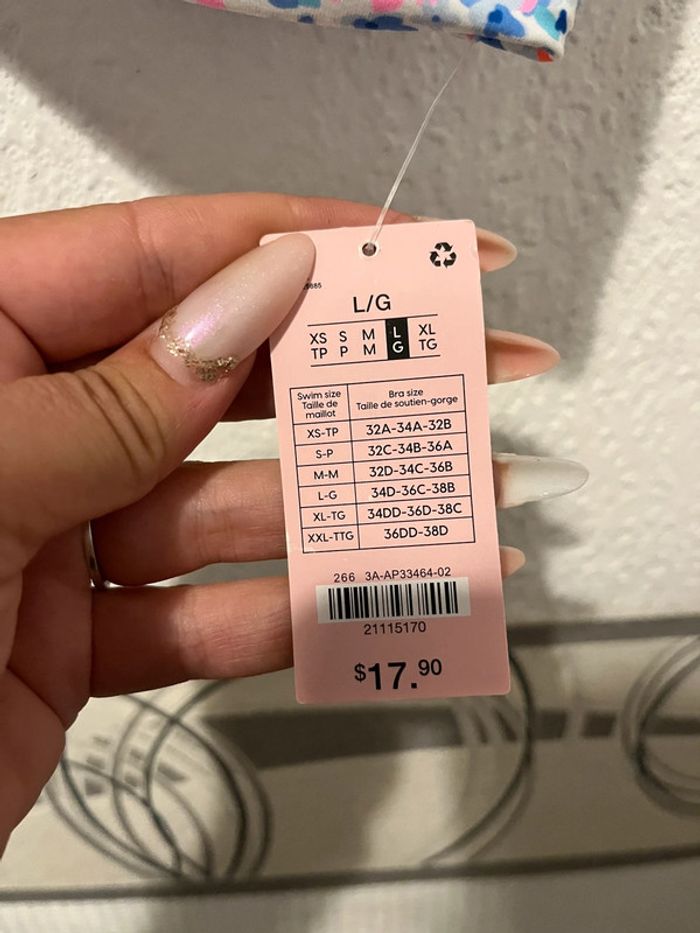 L/G
XS S M L XL
TP P M G TG
Swim size Bra size
Taille de maillot Taille de soutien-gorge
XS-TP 32A-34A-32B
S-P 32C-34B-36A
M-M 32D-34C-36B
L-G 34D-36C-38B
XL-TG 34DD-36D-38C
XXL-TTG 36DD-38D
266 3A-AP33464-02
21115170
$17.90